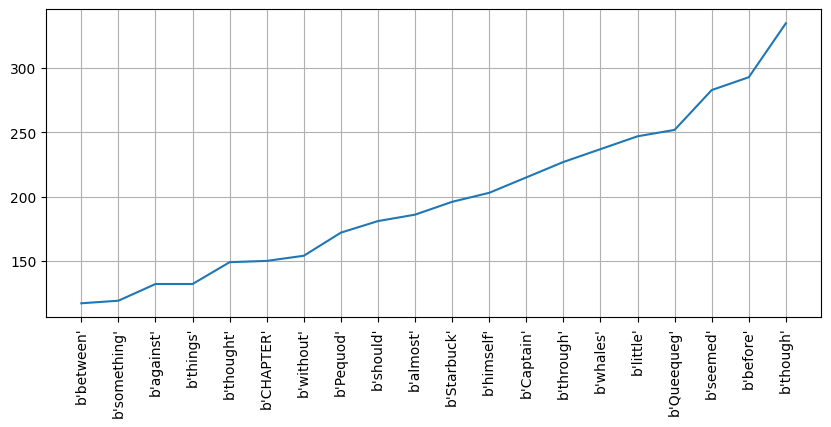 300
250
200
150
b'between'
b'something'
b'against'
b'things'
b'thought'
b'CHAPTER'
b'without'
b'Pequod'
b'should'
b'almost'
b'Starbuck'
b'himself'
b'Captain'
b'through'
b'whales'
b'little'
b'Queequeg'
b'seemed'
b'before'
b'though'